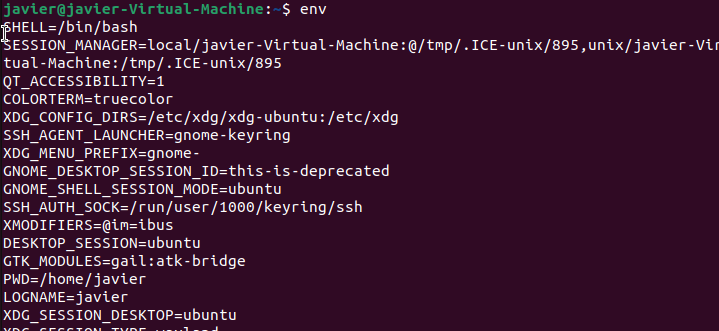 javier@javier-Virtual-Machine:~$ env
SHELL=/bin/bash
SESSION_MANAGER=local/javier-Virtual-Machine:@/tmp/.ICE-unix/895,unix/javier-Vir
tual-Machine:/tmp/.ICE-unix/895
QT_ACCESSIBILITY=1
COLORTERM=truecolor
XDG_CONFIG_DIRS=/etc/xdg/xdg-ubuntu:/etc/xdg
SSH_AGENT_LAUNCHER=gnome-keyring
XDG_MENU_PREFIX=gnome-
GNOME_DESKTOP_SESSION_ID=this-is-deprecated
GNOME_SHELL_SESSION_MODE=ubuntu
SSH_AUTH_SOCK=/run/user/1000/keyring/ssh
XMODIFIERS=@im=ibus
DESKTOP_SESSION=ubuntu
GTK_MODULES=gail:atk-bridge
PWD=/home/javier
LOGNAME=javier
XDG_SESSION_DESKTOP=ubuntu
XDG_SESSION_TYPE=wayland